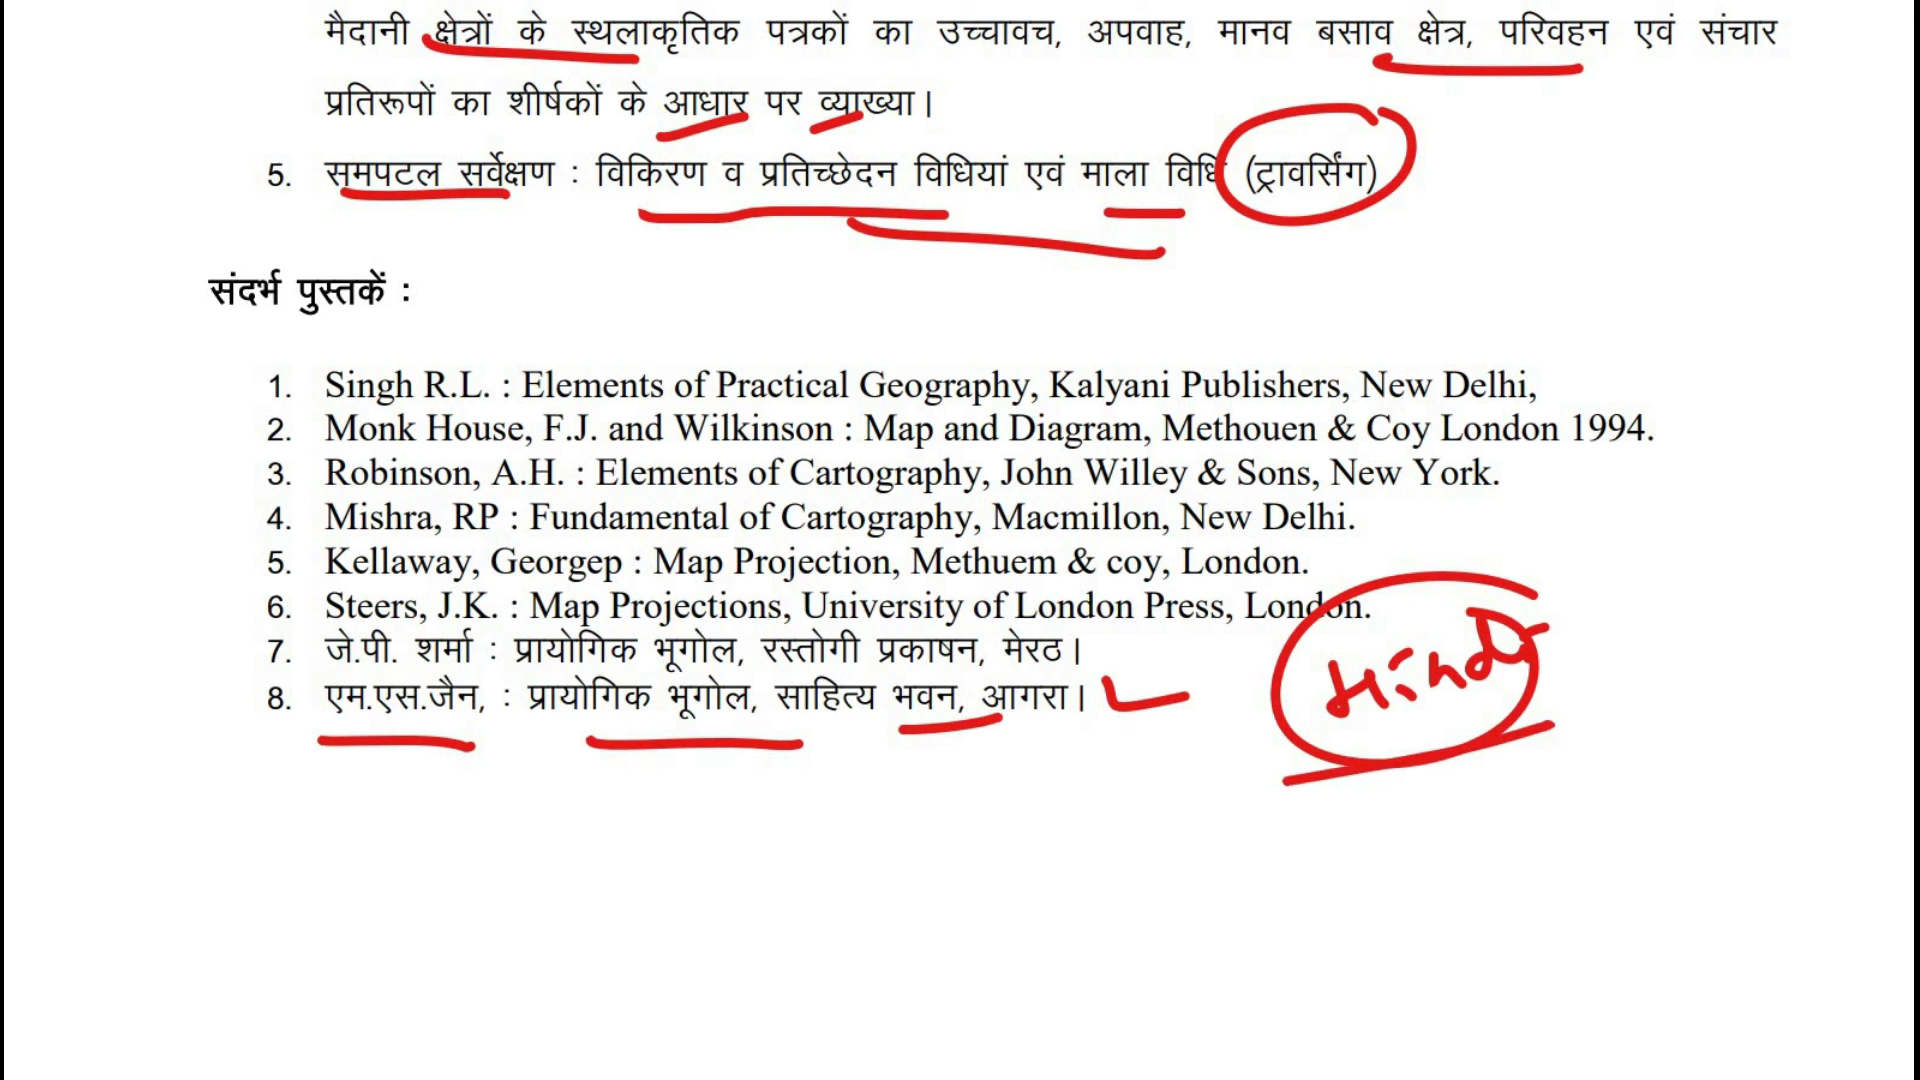 मैदानी क्षेत्रों के स्थलाकृतिक पत्रकों का उच्चावच, अपवाह, मानव बसाव क्षेत्र, परिवहन एवं संचार
प्रतिरूपों का शीर्षकों के आधार पर व्याख्या।
5. समपटल सर्वेक्षण : विकिरण व प्रतिच्छेदन विधियां एवं माला विधि (ट्रावर्सिंग)
संदर्भ पुस्तकें :
1. Singh R.L. : Elements of Practical Geography, Kalyani Publishers, New Delhi,
2. Monk House, F.J. and Wilkinson : Map and Diagram, Methouen & Coy London 1994.
3. Robinson, A.H. : Elements of Cartography, John Willey & Sons, New York.
4. Mishra, RP : Fundamental of Cartography, Macmillon, New Delhi.
5. Kellaway, Georgep : Map Projection, Methuem & coy, London.
6. Steers, J.K. : Map Projections, University of London Press, London.
7. जे.पी. शर्मा : प्रायोगिक भूगोल, रस्तोगी प्रकाषन, मेरठ।
8. एम.एस.जैन, : प्रायोगिक भूगोल, साहित्य भवन, आगरा।
Hindi